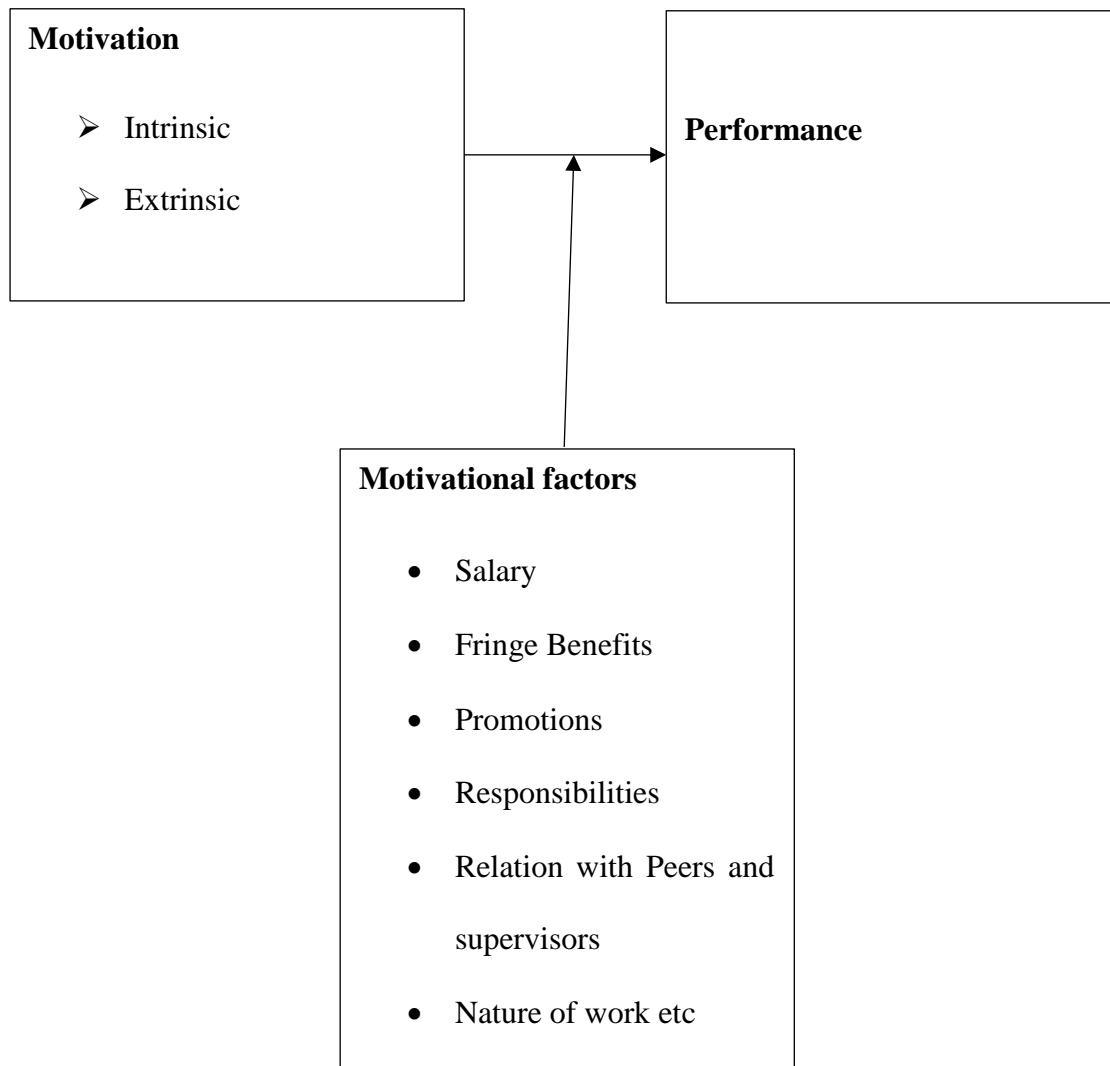 Motivation
➢ Intrinsic
➢ Extrinsic
Performance
Motivational factors
• Salary
• Fringe Benefits
• Promotions
• Responsibilities
• Relation with Peers and
supervisors
• Nature of work etc